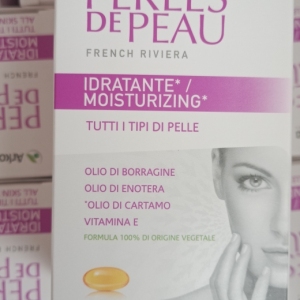 PERLES
DE PEAU
FRENCH RIVIERA
IDRATANTE* /
MOISTURIZING*
TUTTI I TIPI DI PELLE
OLIO DI BORRAGINE
OLIO DI ENOTERA
*OLIO DI CARTAMO
VITAMINA E
FORMULA 100% DI ORIGINE VEGETALE